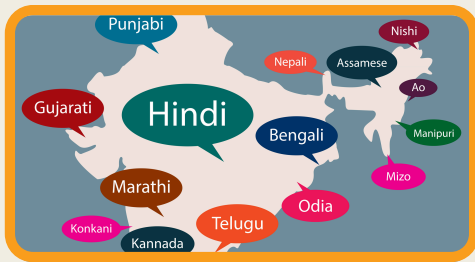 Punjabi
Nishi
Nepali
Assamese
Ao
Gujarati
Hindi
Bengali
Manipuri
Marathi
Mizo
Odia
Konkani
Telugu
Kannada